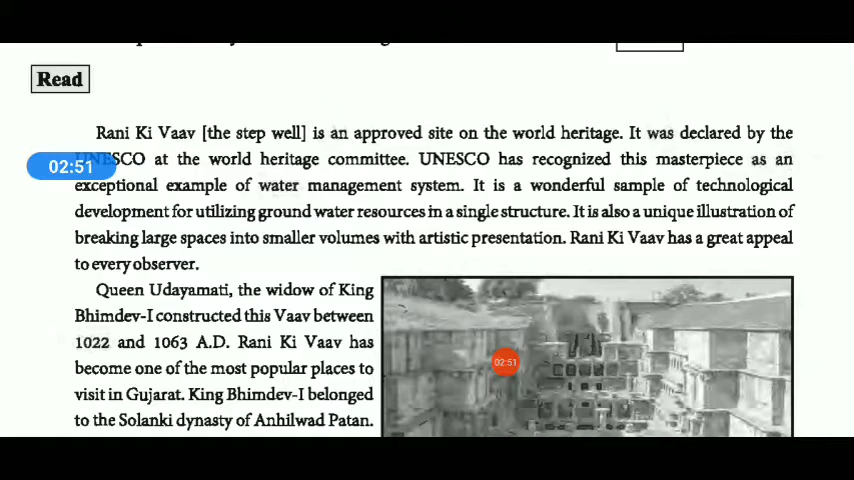 Read
Rani Ki Vaav [the step well] is an approved site on the world heritage. It was declared by the
02:51
UNESCO at the world heritage committee. UNESCO has recognized this masterpiece as an
exceptional example of water management system. It is a wonderful sample of technological
development for utilizing ground water resources in a single structure. It is also a unique illustration of
breaking large spaces into smaller volumes with artistic presentation. Rani Ki Vaav has a great appeal
to every observer.
Queen Udayamati, the widow of King
Bhimdev-I constructed this Vaav between
1022 and 1063 A.D. Rani Ki Vaav has
become one of the most popular places to
visit in Gujarat. King Bhimdev-I belonged
to the Solanki dynasty of Anhilwad Patan.
02:51